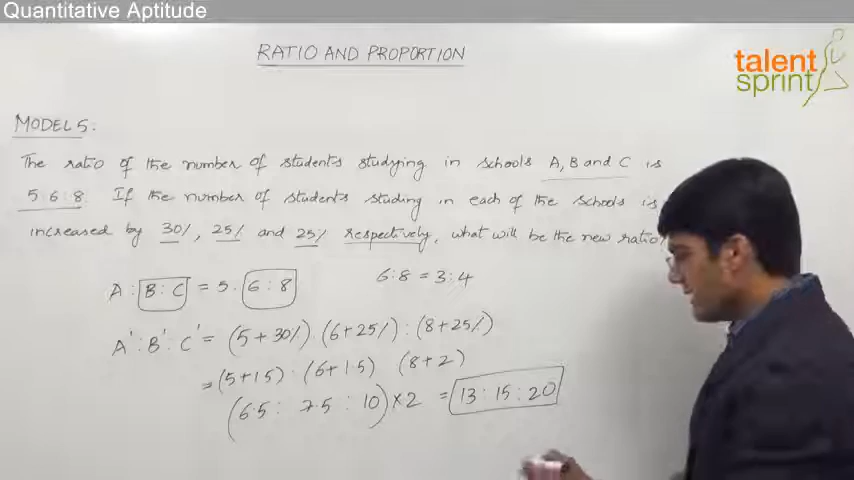 Quantitative Aptitude
RATIO AND PROPORTION
talent
sprint
MODEL 5:
The ratio of the number of students studying in schools A, B and C is
5:6:8. If the number of students studing in each of the schools is
increased by 30%, 25% and 25% respectively, what will be the new ratio?
A : B : C = 5 : 6 : 8
6:8 = 3:4
A' : B' : C' = (5 + 30%) : (6 + 25%) : (8 + 25%)
= (5 + 1.5) : (6 + 1.5) (8 + 2)
(6.5 : 7.5 : 10) × 2 = 13 : 15 : 20